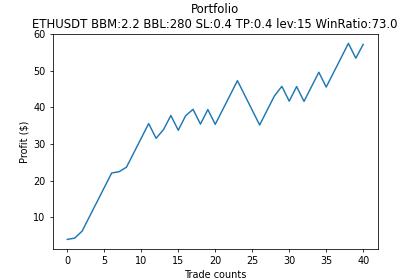 Portfolio
ETHUSDT BBM:2.2 BBL:280 SL:0.4 TP:0.4 lev:15 WinRatio:73.0
60
50
40
30
20
10
Profit ($)
0 5 10 15 20 25 30 35 40
Trade counts